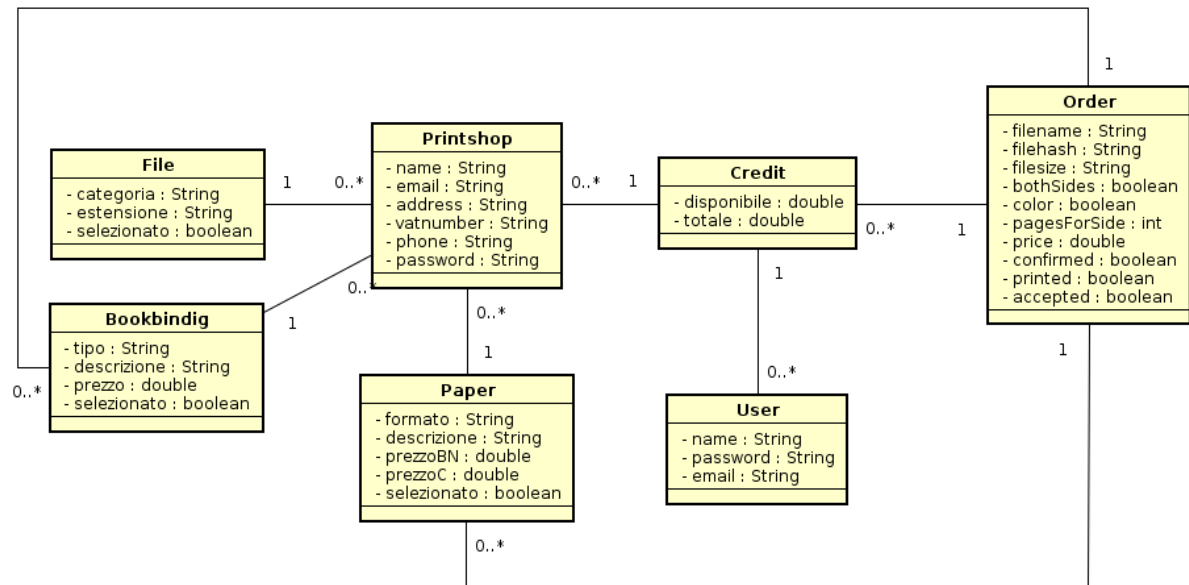 File
- categoria : String
- estensione : String
- selezionato : boolean
1
0..*
Printshop
- name : String
- email : String
- address : String
- vatnumber : String
- phone : String
- password : String
0..*
1
Credit
- disponibile : double
- totale : double
0..*
1
1
Order
- filename : String
- filehash : String
- filesize : String
- bothSides : boolean
- color : boolean
- pagesForSide : int
- price : double
- confirmed : boolean
- printed : boolean
- accepted : boolean
1
Bookbindig
- tipo : String
- descrizione : String
- prezzo : double
- selezionato : boolean
0..*
1
0..*
0..*
1
Paper
- formato : String
- descrizione : String
- prezzoBN : double
- prezzoC : double
- selezionato : boolean
0..*
1
0..*
User
- name : String
- password : String
- email : String